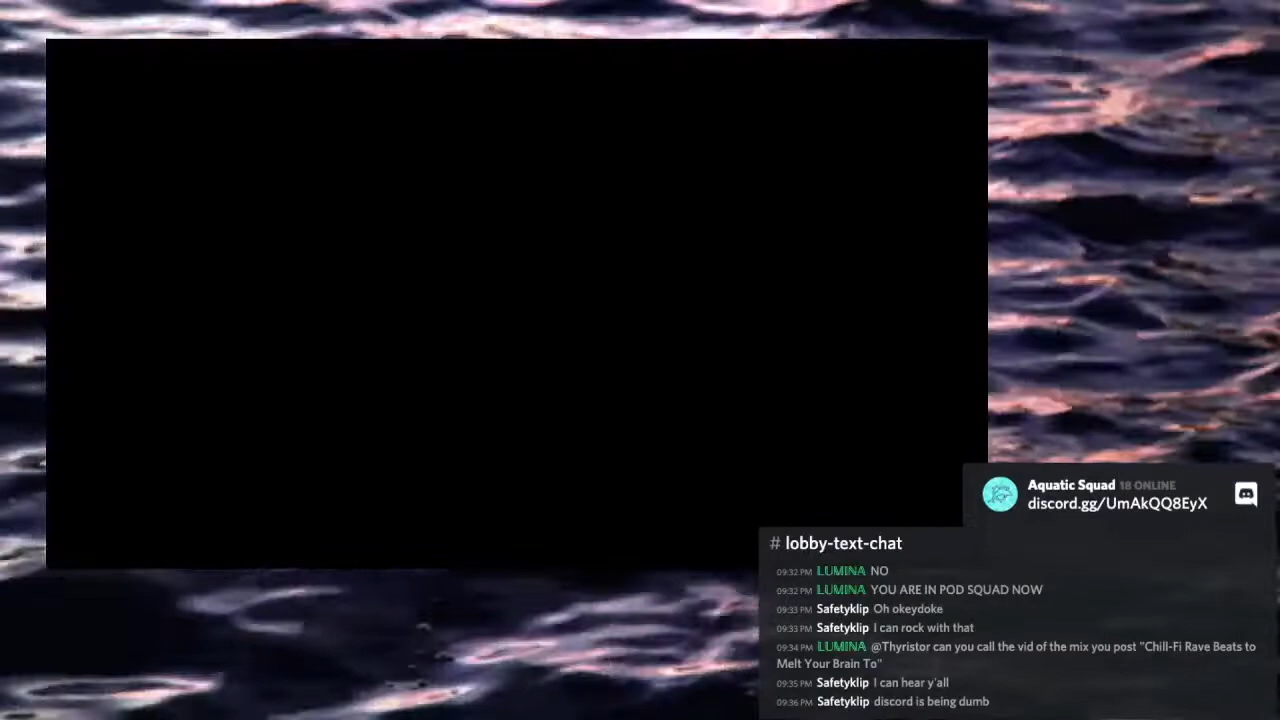 Aquatic Squad 18 ONLINE
discord.gg/UmAkQQ8EyX
# lobby-text-chat
09:32 PM LUMINA NO
09:32 PM LUMINA YOU ARE IN POD SQUAD NOW
09:33 PM Safetyklip Oh okeydoke
09:33 PM Safetyklip I can rock with that
09:34 PM LUMINA @Thyristor can you call the vid of the mix you post "Chill-Fi Rave Beats to
Melt Your Brain To"
09:35 PM Safetyklip I can hear y'all
09:36 PM Safetyklip discord is being dumb